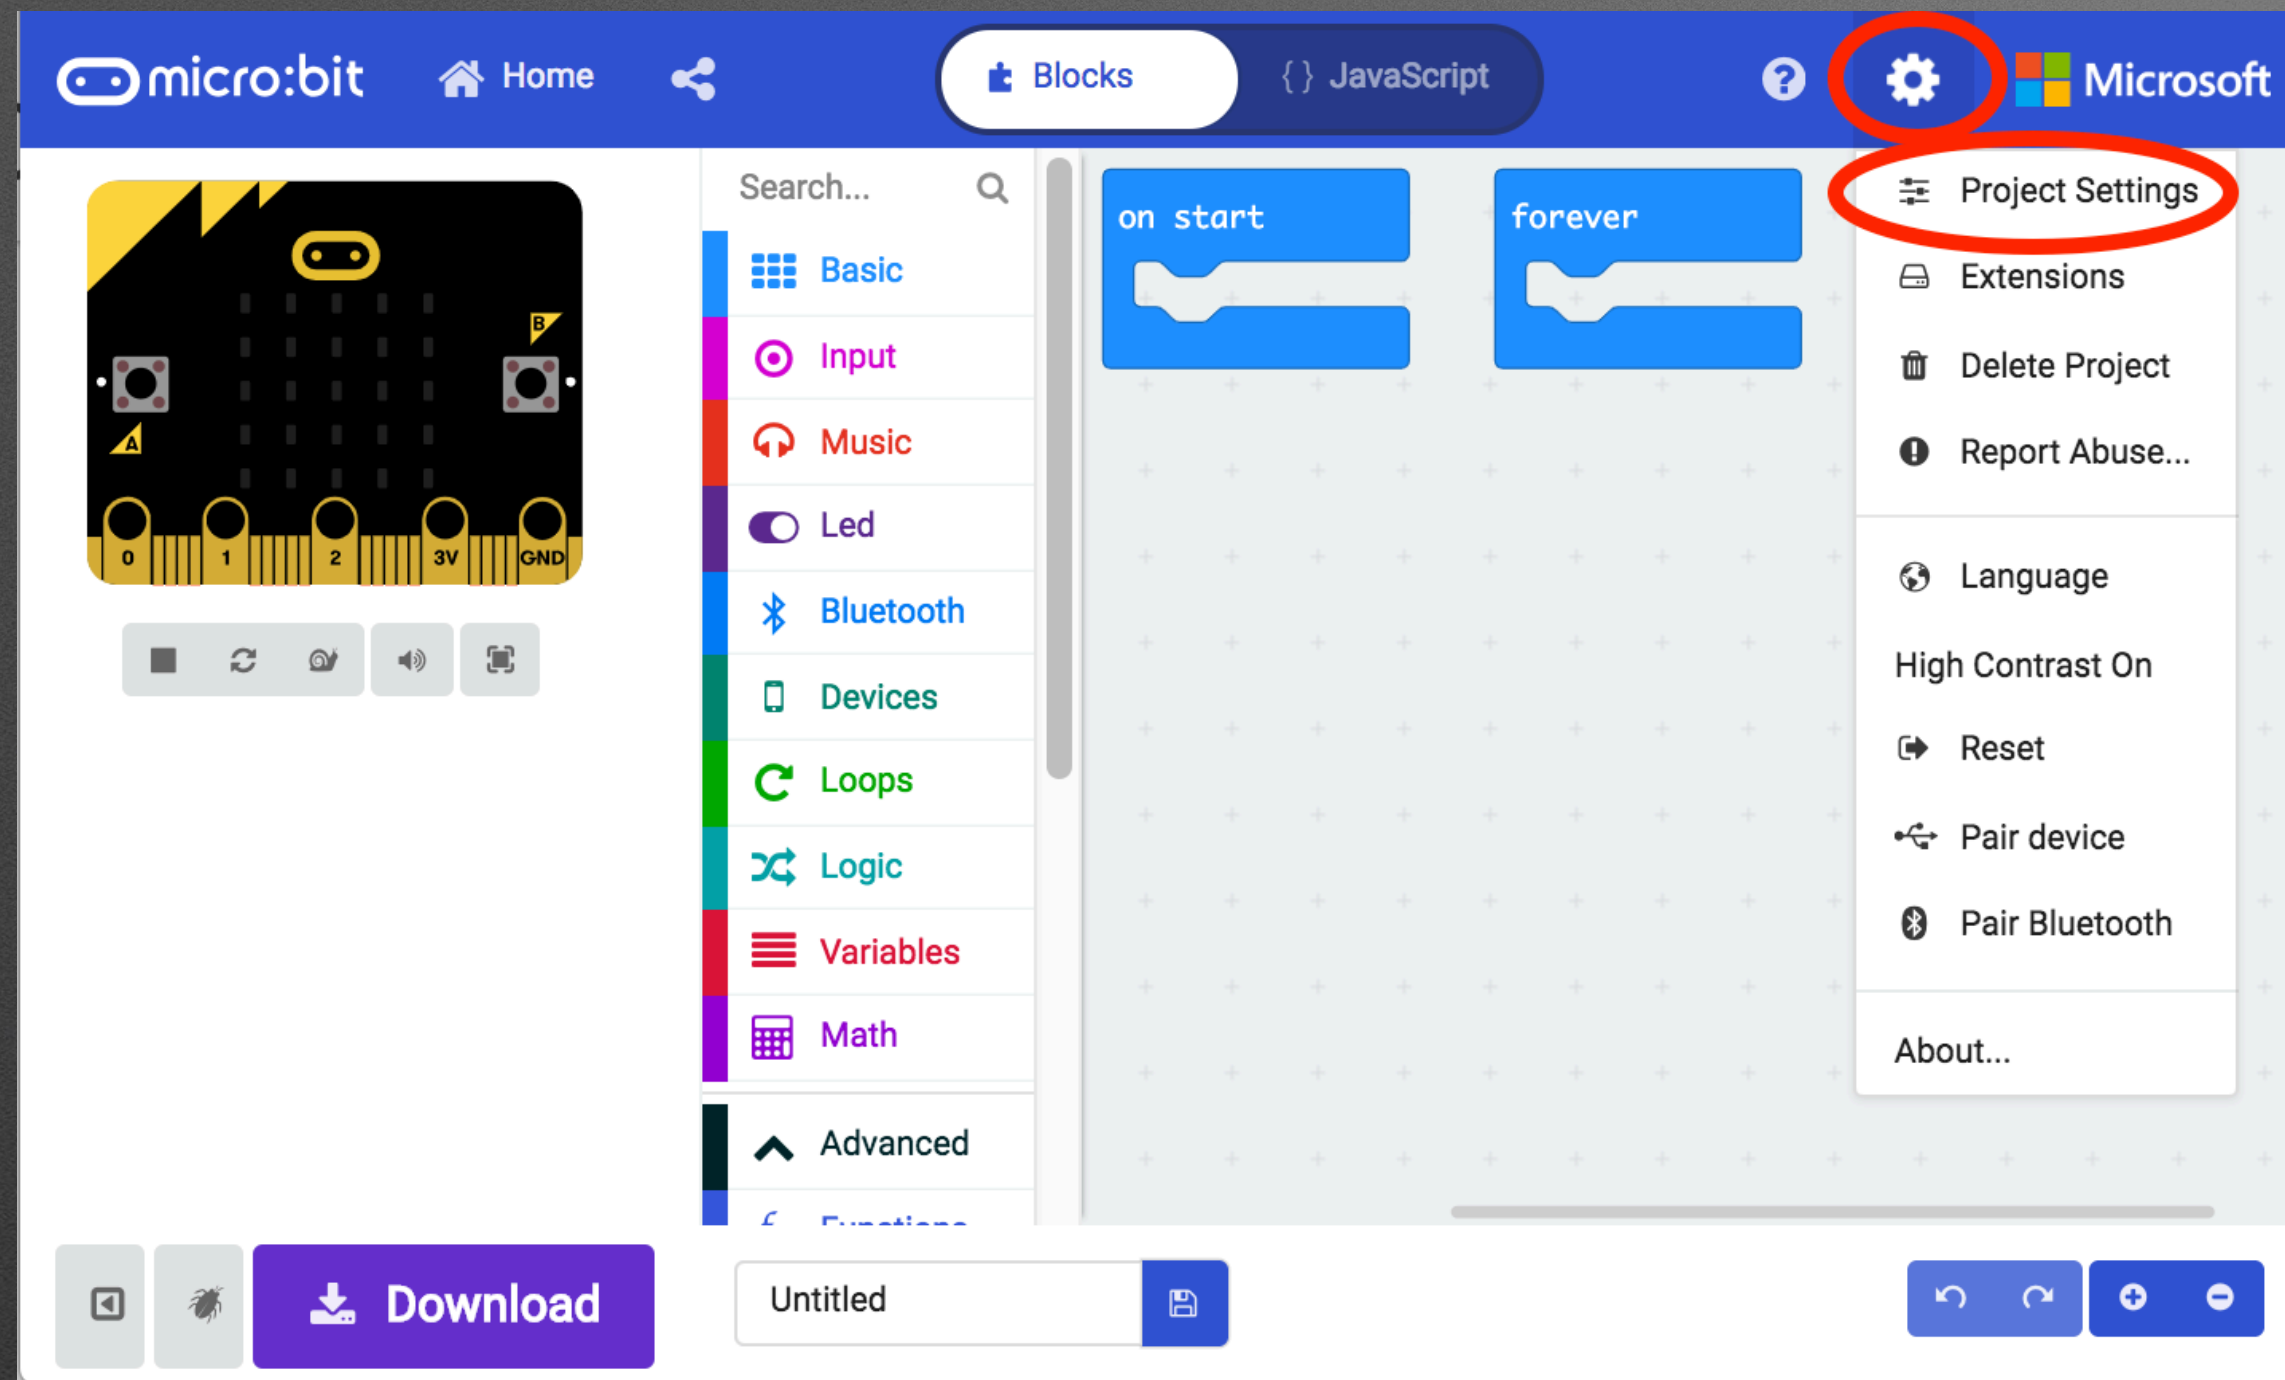 micro:bit Home Blocks {} JavaScript ? Microsoft
B
A
0 1 2 3V GND
Search...
Basic
Input
Music
Led
Bluetooth
Devices
Loops
Logic
Variables
Math
Advanced
Functions
on start
forever
Project Settings
Extensions
Delete Project
Report Abuse...
Language
High Contrast On
Reset
Pair device
Pair Bluetooth
About...
Download
Untitled